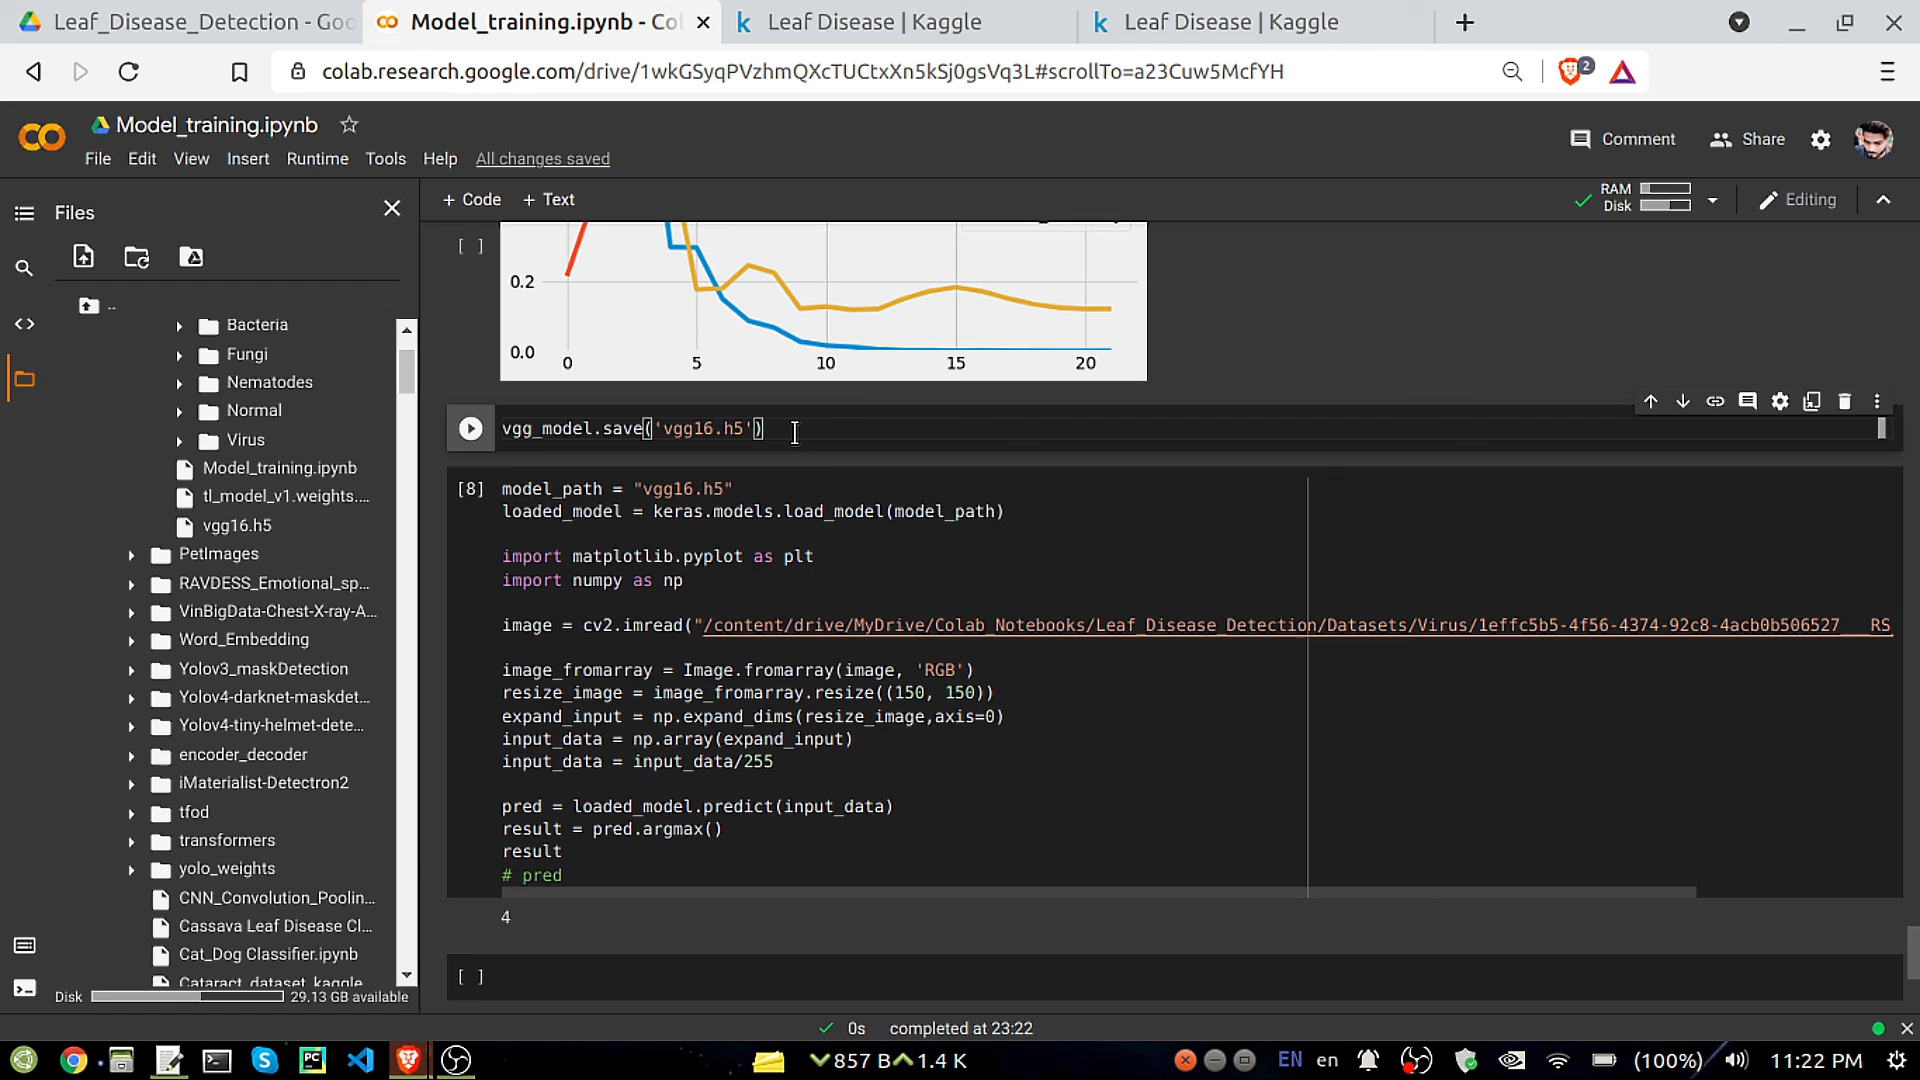 Leaf_Disease_Detection - Goo
Model_training.ipynb - Col
Leaf Disease | Kaggle
Leaf Disease | Kaggle
colab.research.google.com/drive/1wkGSyqPVzhmQXcTUCtxXn5kSj0gsVq3L#scrollTo=a23Cuw5McfYH
2
Model_training.ipynb
Comment
Share
File Edit View Insert Runtime Tools Help All changes saved
Files
+ Code + Text
RAM
Disk
Editing
..
Bacteria
Fungi
Nematodes
Normal
Virus
Model_training.ipynb
tl_model_v1.weights....
vgg16.h5
PetImages
RAVDESS_Emotional_sp...
VinBigData-Chest-X-ray-A...
Word_Embedding
Yolov3_maskDetection
Yolov4-darknet-maskdet...
Yolov4-tiny-helmet-dete...
encoder_decoder
iMaterialist-Detectron2
tfod
transformers
yolo_weights
CNN_Convolution_Poolin...
Cassava Leaf Disease Cl...
Cat_Dog Classifier.ipynb
Cataract_dataset_kaggle
Disk 29.13 GB available
[ ]
0.2
0.0
0 5 10 15 20
vgg_model.save('vgg16.h5')
[8] model_path = "vgg16.h5"
loaded_model = keras.models.load_model(model_path)
import matplotlib.pyplot as plt
import numpy as np
image = cv2.imread("/content/drive/MyDrive/Colab_Notebooks/Leaf_Disease_Detection/Datasets/Virus/1effc5b5-4f56-4374-92c8-4acb0b506527___RS
image_fromarray = Image.fromarray(image, 'RGB')
resize_image = image_fromarray.resize((150, 150))
expand_input = np.expand_dims(resize_image,axis=0)
input_data = np.array(expand_input)
input_data = input_data/255
pred = loaded_model.predict(input_data)
result = pred.argmax()
result
# pred
4
[ ]
0s completed at 23:22
857 B 1.4 K
EN en
(100%)
11:22 PM